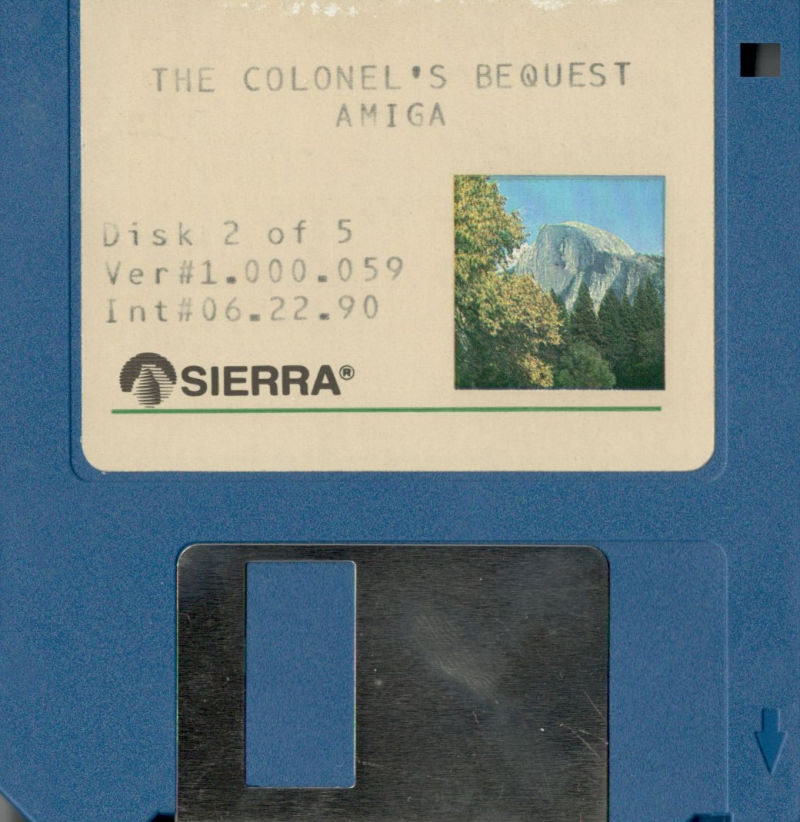 THE COLONEL'S BEQUEST
AMIGA
Disk 2 of 5
Ver#1.000.059
Int#06.22.90
SIERRA®